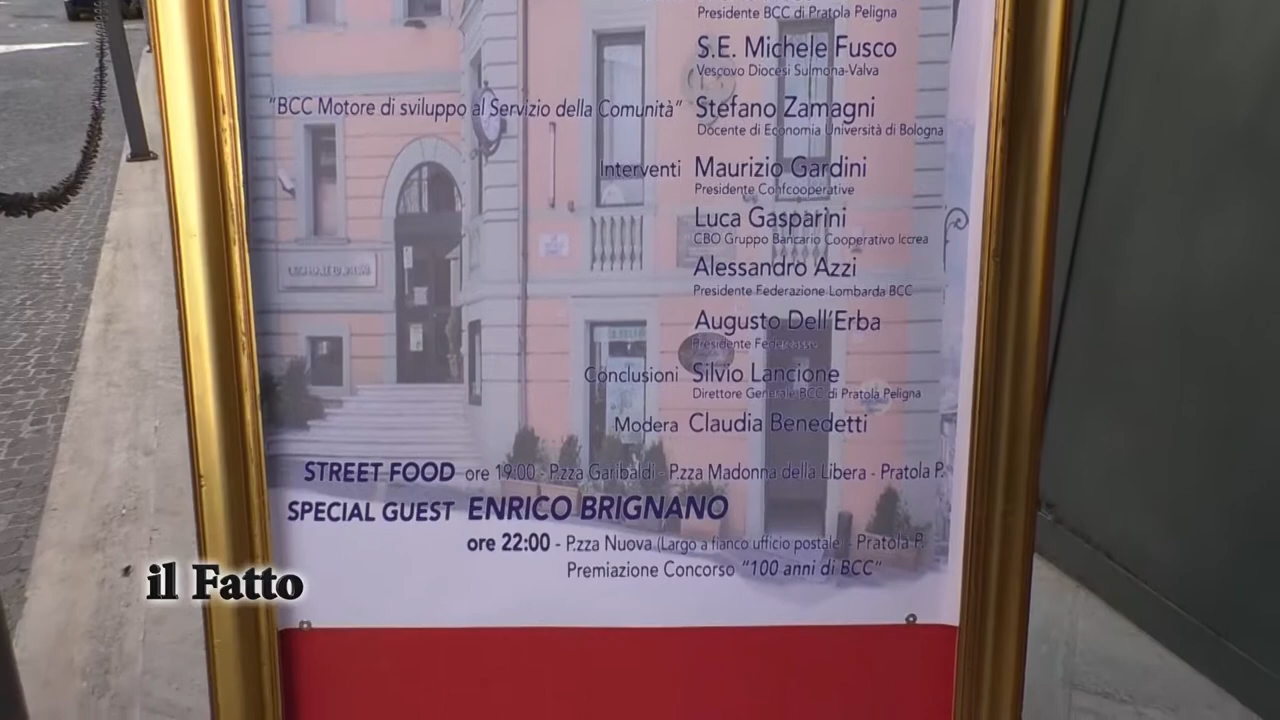 Presidente BCC di Pratola Peligna
S.E. Michele Fusco
Vescovo Diocesi Sulmona-Valva
"BCC Motore di sviluppo al Servizio della Comunità" Stefano Zamagni
Docente di Economia Università di Bologna
Interventi Maurizio Gardini
Presidente Confcooperative
Luca Gasparini
CBO Gruppo Bancario Cooperativo Iccrea
Alessandro Azzi
Presidente Federazione Lombarda BCC
Augusto Dell'Erba
Presidente Federcasse
Conclusioni Silvio Lancione
Direttore Generale BCC di Pratola Peligna
Modera Claudia Benedetti
STREET FOOD ore 19:00 - P.zza Garibaldi - P.zza Madonna della Libera - Pratola P.
SPECIAL GUEST ENRICO BRIGNANO
ore 22:00 - P.zza Nuova (Largo a fianco ufficio postale) - Pratola P.
Premiazione Concorso "100 anni di BCC"
il Fatto